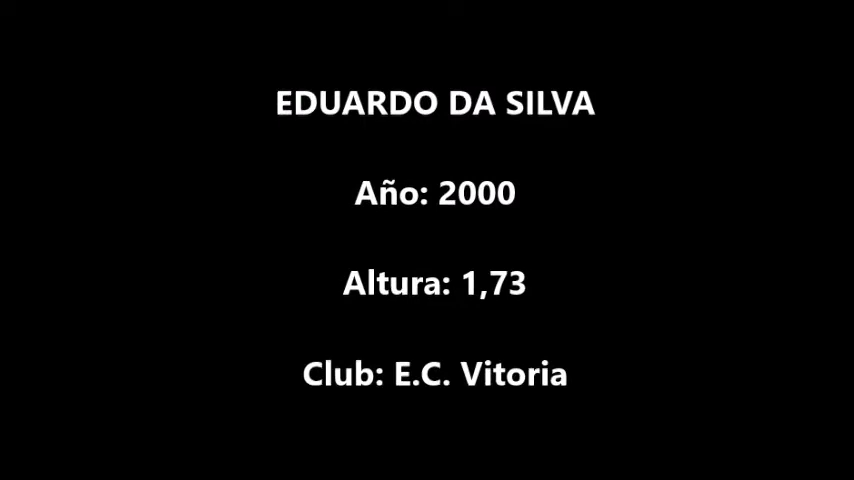 EDUARDO DA SILVA
Año: 2000
Altura: 1,73
Club: E.C. Vitoria